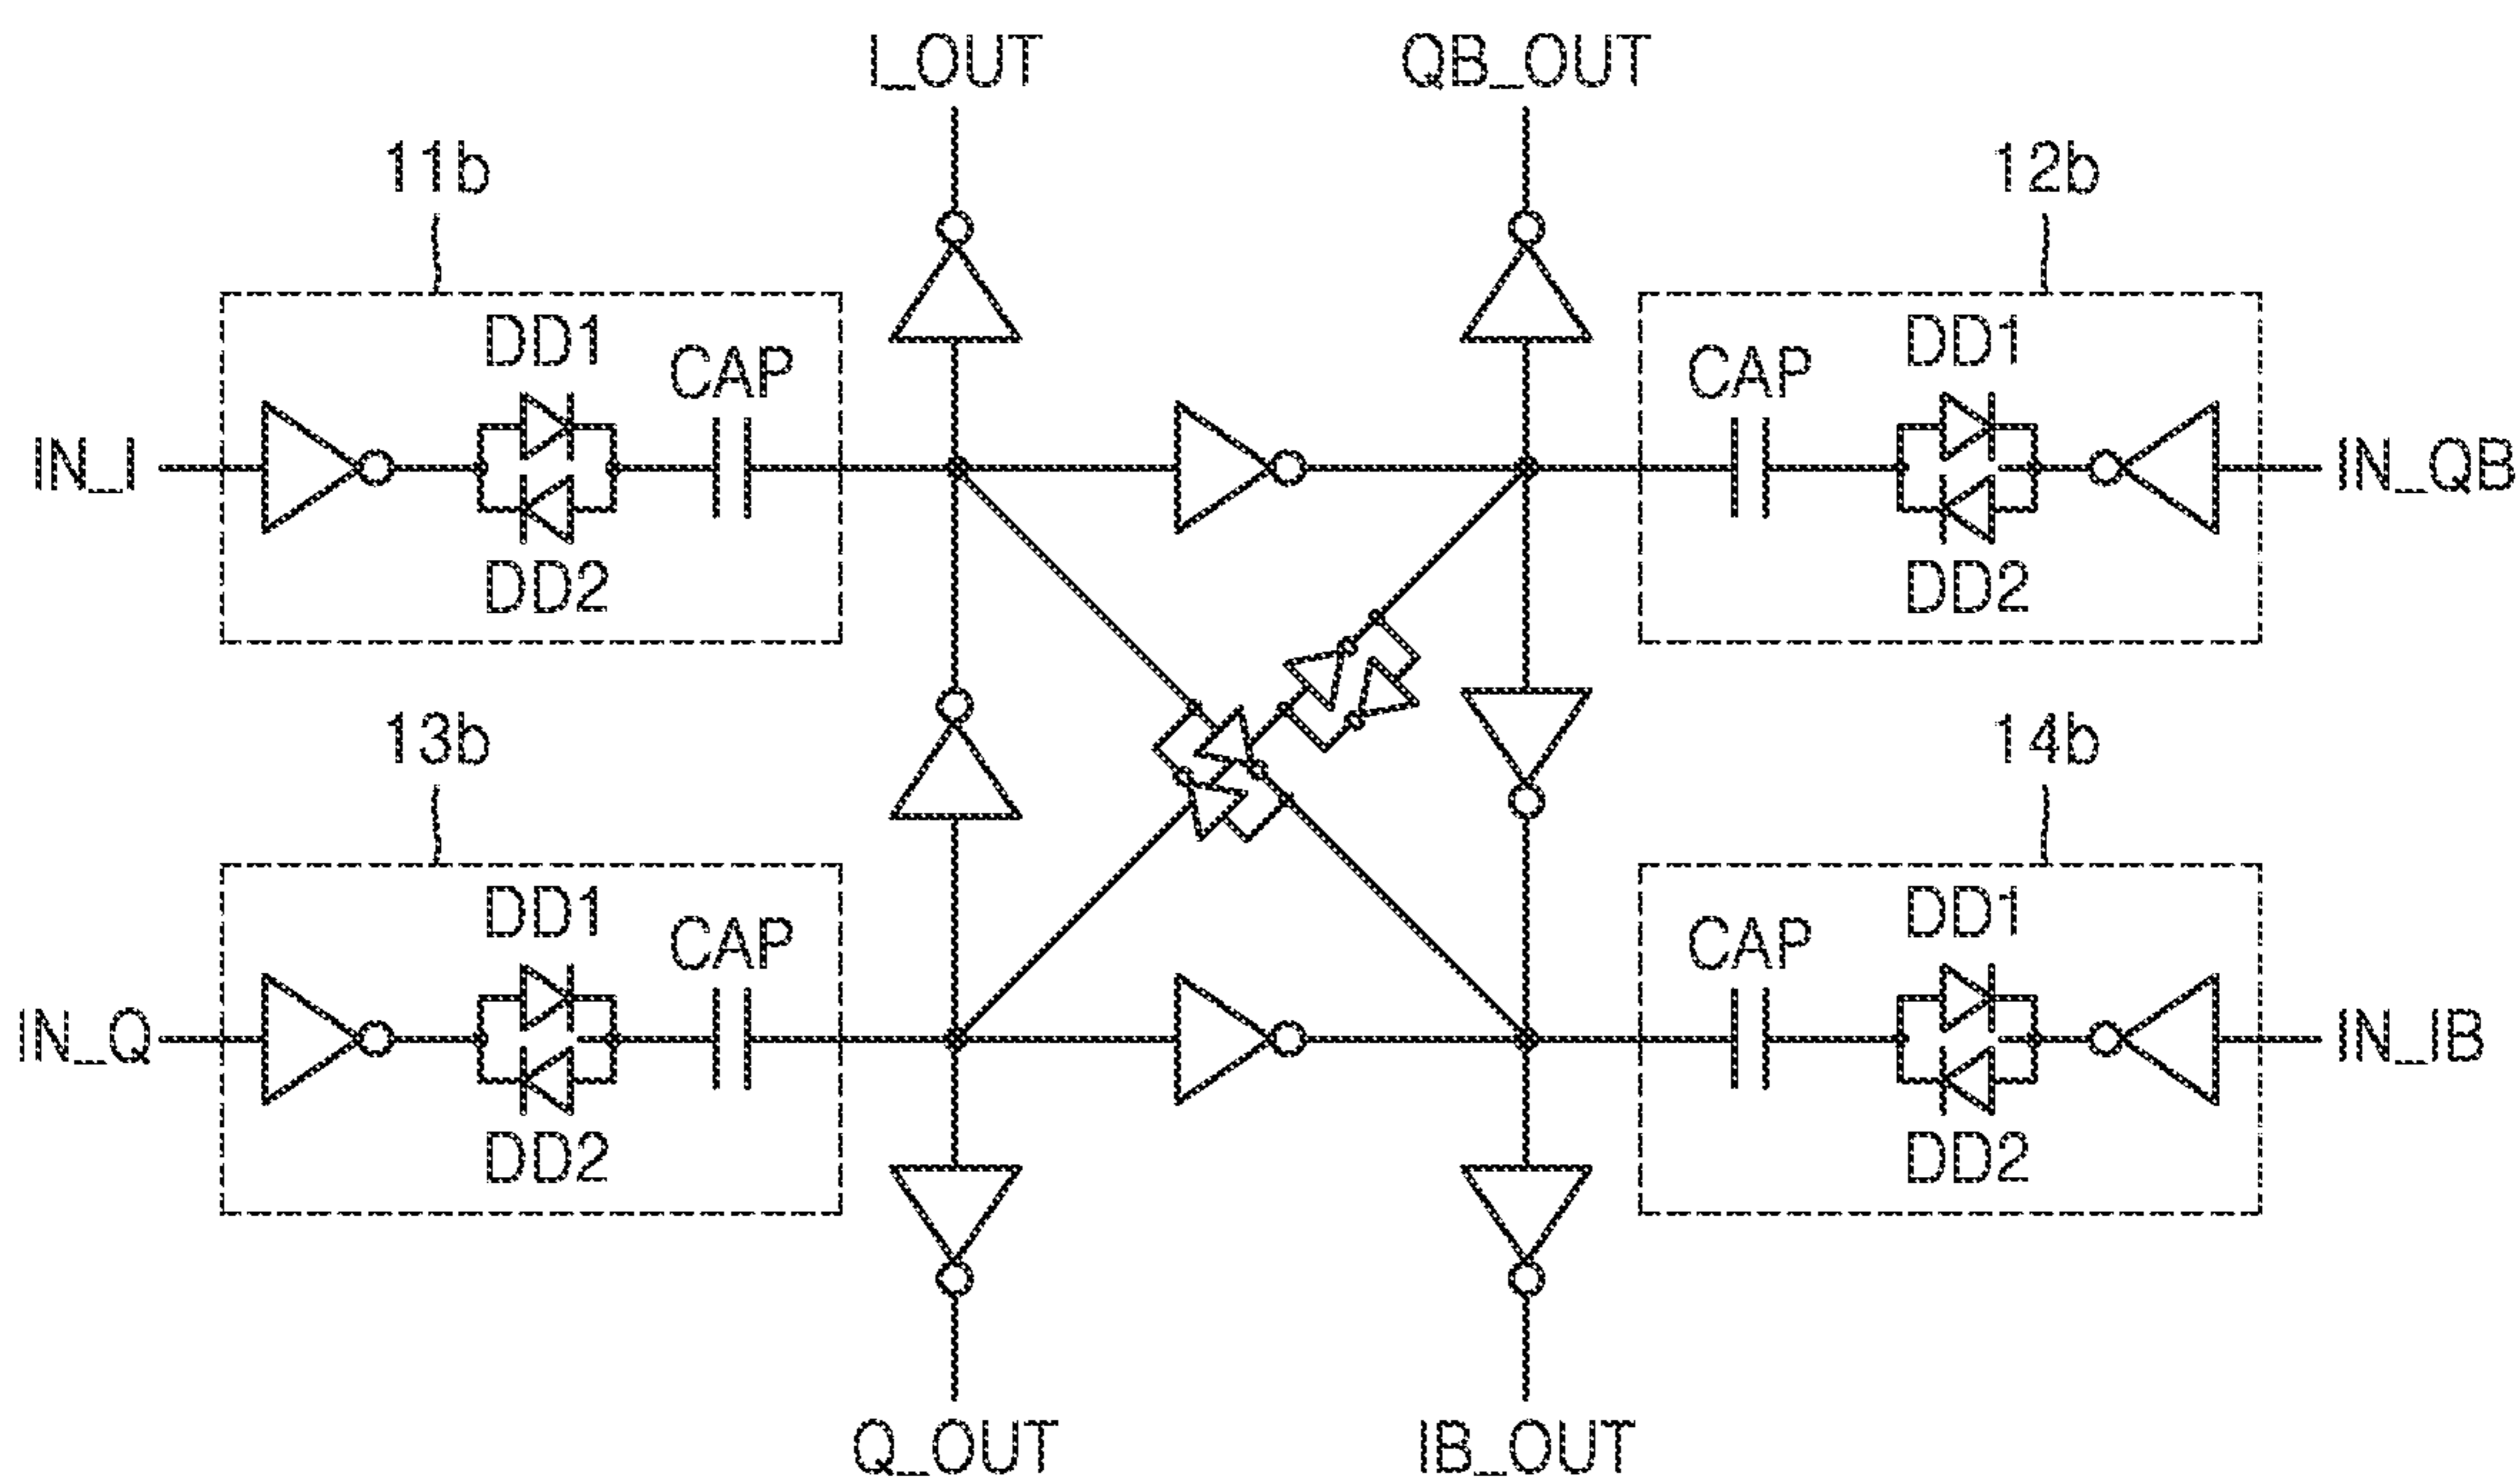 I_OUT
QB_OUT
11b
12b
DD1
CAP
CAP
DD1
IN_I
IN_QB
DD2
DD2
13b
14b
DD1
CAP
CAP
DD1
IN_Q
IN_IB
DD2
DD2
Q_OUT
IB_OUT